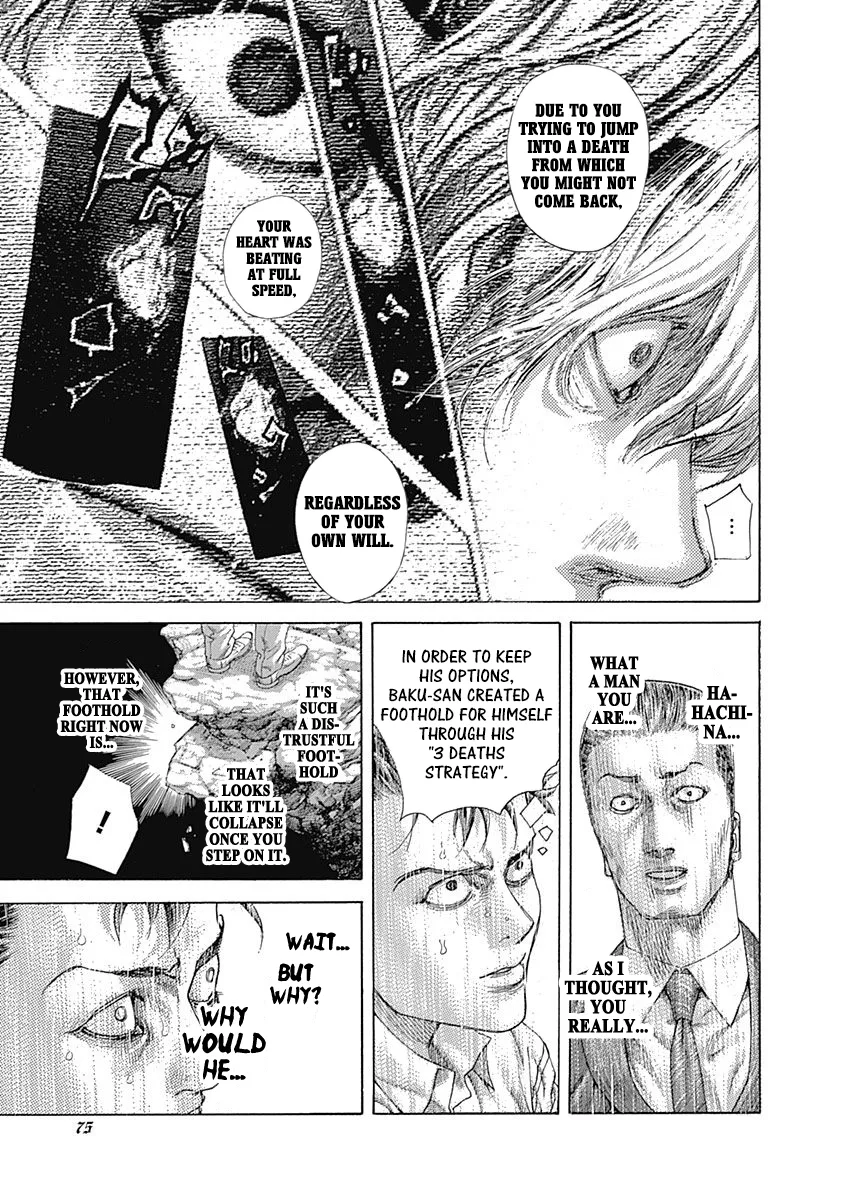 DUE TO YOU
TRYING TO JUMP
INTO A DEATH
FROM WHICH
YOU MIGHT NOT
COME BACK,
YOUR
HEART WAS
BEATING
AT FULL
SPEED,
REGARDLESS
OF YOUR
OWN WILL.
...
HA-
HACHI-
NA...
WHAT
A MAN
YOU
ARE...
AS I
THOUGHT,
YOU
REALLY...
IN ORDER TO KEEP
HIS OPTIONS,
BAKU-SAN CREATED A
FOOTHOLD FOR HIMSELF
THROUGH HIS
"3 DEATHS
STRATEGY".
IT'S
SUCH
A DIS-
TRUSTFUL
FOOT-
HOLD
THAT
LOOKS
LIKE IT'LL
COLLAPSE
ONCE YOU
STEP ON IT.
HOWEVER,
THAT
FOOTHOLD
RIGHT NOW
IS...
!
WAIT...
BUT
WHY?
WHY
WOULD
HE...
75